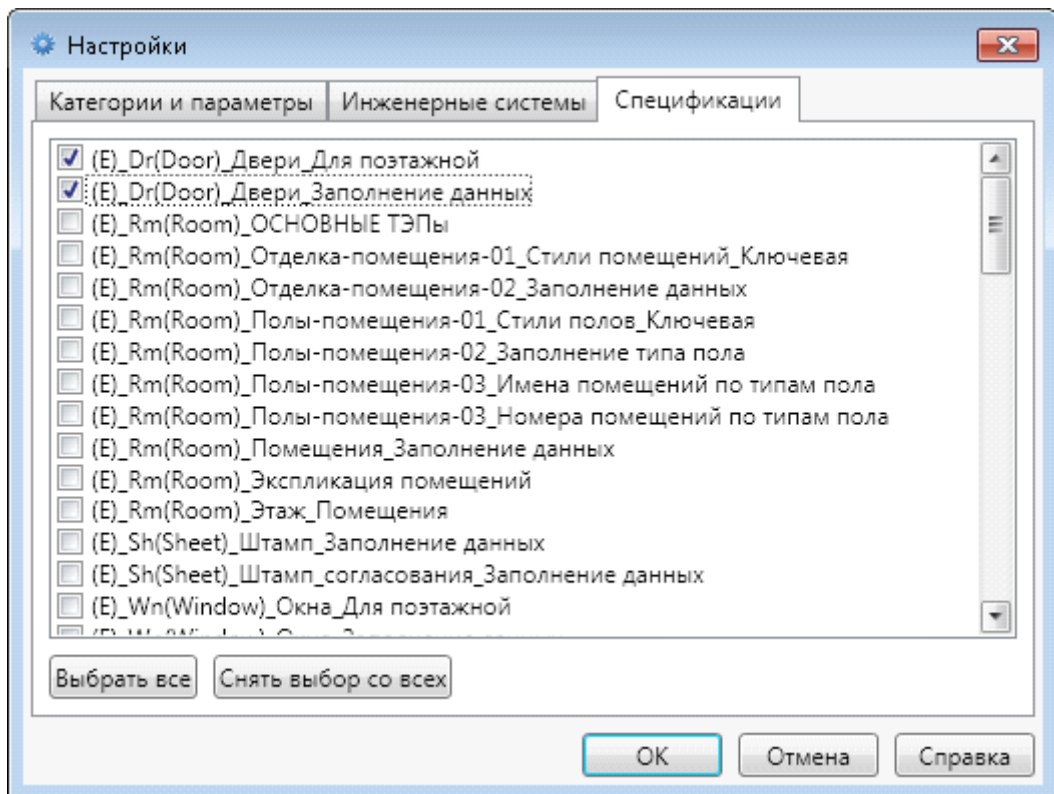 Настройки
Категории и параметры Инженерные системы Спецификации
(E)_Dr(Door)_Двери_Для поэтажной
(E)_Dr(Door)_Двери_Заполнение данных
(E)_Rm(Room)_ОСНОВНЫЕ ТЭПы
(E)_Rm(Room)_Отделка-помещения-01_Стили помещений_Ключевая
(E)_Rm(Room)_Отделка-помещения-02_Заполнение данных
(E)_Rm(Room)_Полы-помещения-01_Стили полов_Ключевая
(E)_Rm(Room)_Полы-помещения-02_Заполнение типа пола
(E)_Rm(Room)_Полы-помещения-03_Имена помещений по типам пола
(E)_Rm(Room)_Полы-помещения-03_Номера помещений по типам пола
(E)_Rm(Room)_Помещения_Заполнение данных
(E)_Rm(Room)_Экспликация помещений
(E)_Rm(Room)_Этаж_Помещения
(E)_Sh(Sheet)_Штамп_Заполнение данных
(E)_Sh(Sheet)_Штамп_согласования_Заполнение данных
(E)_Wn(Window)_Окна_Для поэтажной
Выбрать все Снять выбор со всех
OK Отмена Справка